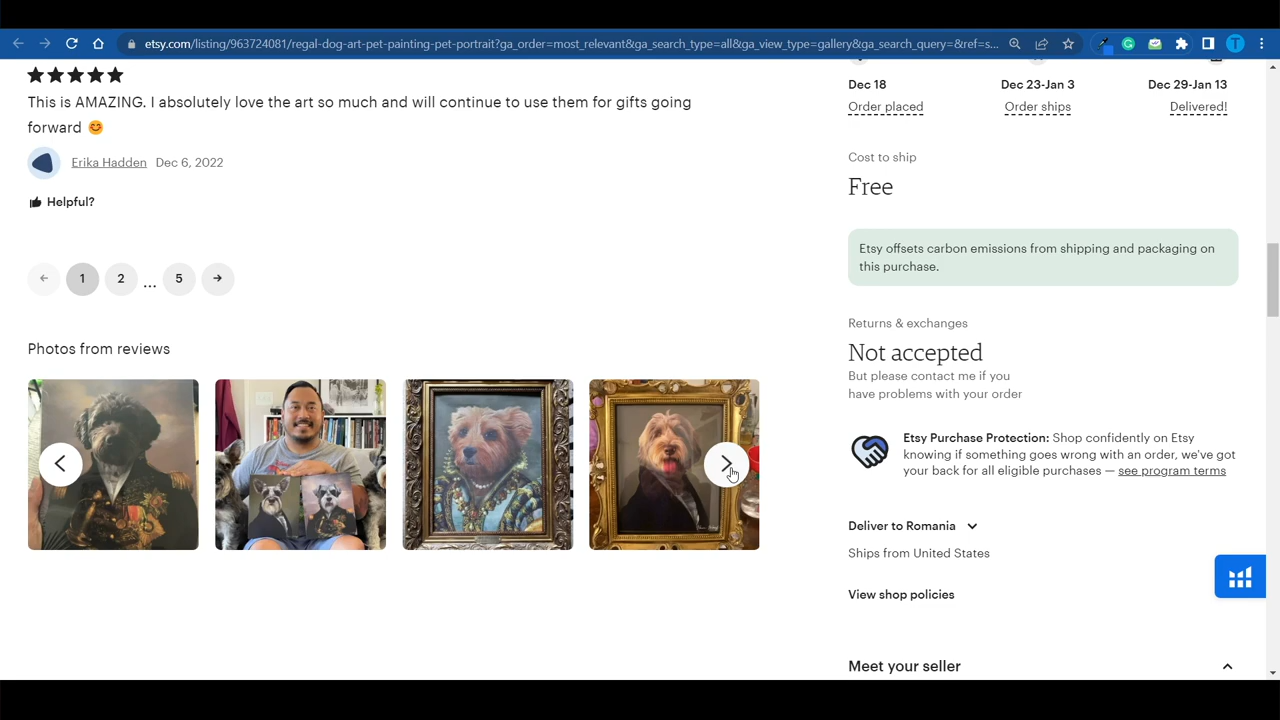 etsy.com/listing/963724081/regal-dog-art-pet-painting-pet-portrait?ga_order=most_relevant&ga_search_type=all&ga_view_type=gallery&ga_search_query=&ref=s...
T
This is AMAZING. I absolutely love the art so much and will continue to use them for gifts going
forward 😊
Erika Hadden Dec 6, 2022
Helpful?
1 2 ... 5
Photos from reviews
Dec 18 Dec 23-Jan 3 Dec 29-Jan 13
Order placed Order ships Delivered!
Cost to ship
Free
Etsy offsets carbon emissions from shipping and packaging on
this purchase.
Returns & exchanges
Not accepted
But please contact me if you
have problems with your order
Etsy Purchase Protection: Shop confidently on Etsy
knowing if something goes wrong with an order, we've got
your back for all eligible purchases — see program terms
Deliver to Romania
Ships from United States
View shop policies
Meet your seller